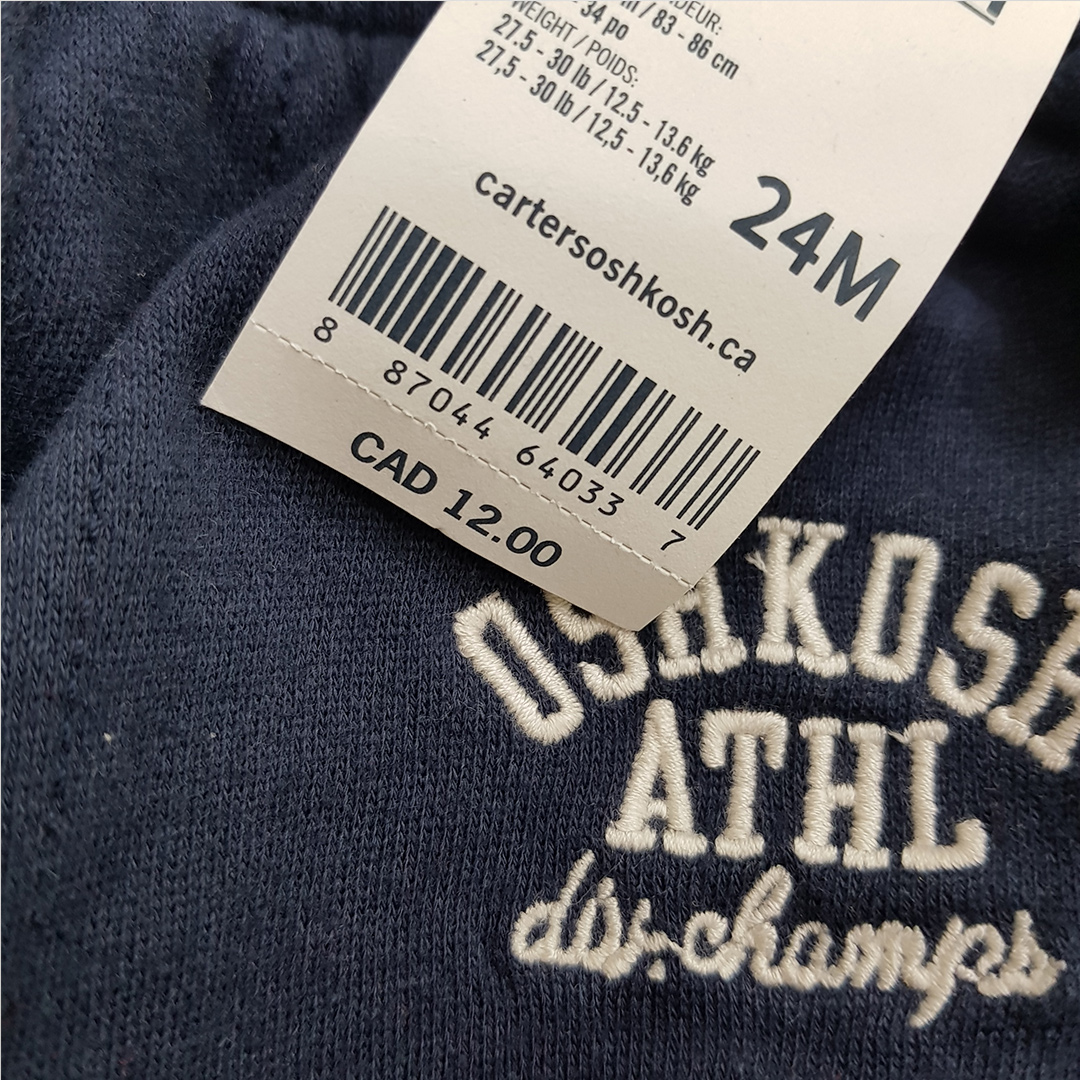 83 - 86 cm
34 po
WEIGHT / POIDS:
27.5 - 30 lb / 12.5 - 13.6 kg
27,5 - 30 lb / 12,5 - 13,6 kg
24M
cartersoshkosh.ca
8 87044 64033 7
CAD 12.00
OSHKOSH
ATHL
div. champs